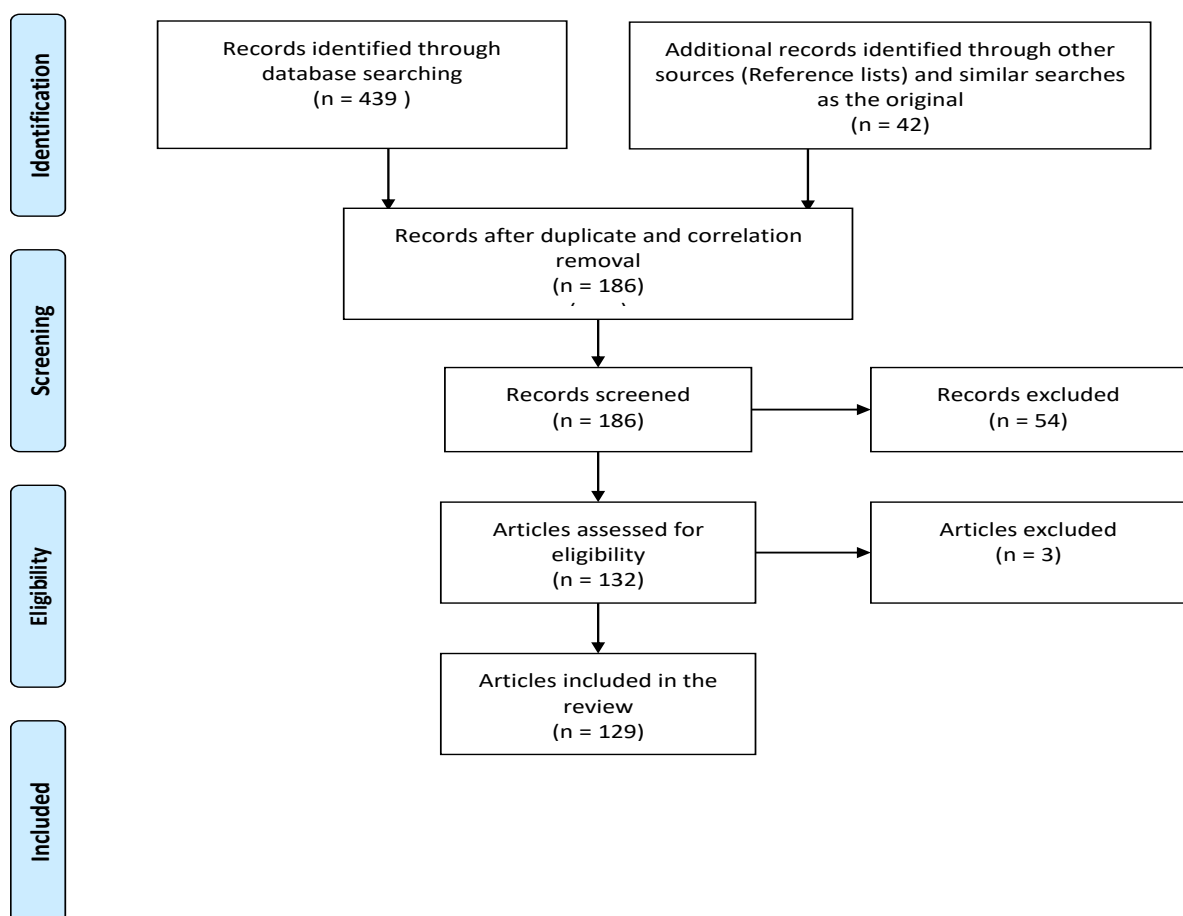 Identification
Records identified through
database searching
(n = 439 )
Additional records identified through other
sources (Reference lists) and similar searches
as the original
(n = 42)
Records after duplicate and correlation
removal
(n = 186)
Screening
Records screened
(n = 186)
Records excluded
(n = 54)
Eligibility
Articles assessed for
eligibility
(n = 132)
Articles excluded
(n = 3)
Articles included in the
review
(n = 129)
Included